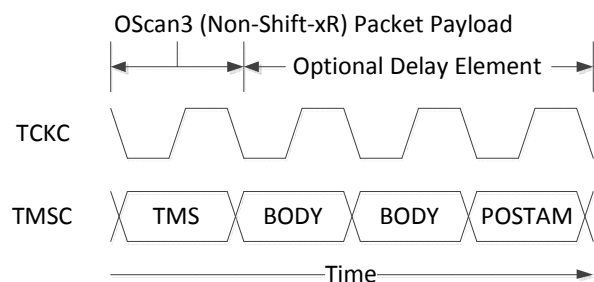 OScan3 (Non-Shift-xR) Packet Payload
Optional Delay Element
TCKC
TMSC
TMS
BODY
BODY
POSTAM
Time